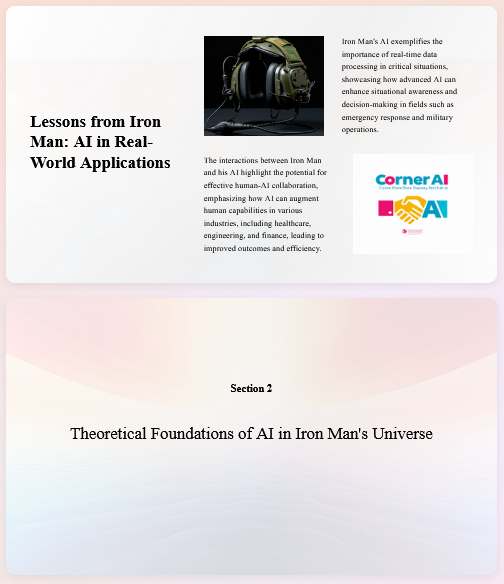 Lessons from Iron
Man: AI in Real-
World Applications
Iron Man's AI exemplifies the
importance of real-time data
processing in critical situations,
showcasing how advanced AI can
enhance situational awareness and
decision-making in fields such as
emergency response and military
operations.
The interactions between Iron Man
and his AI highlight the potential for
effective human-AI collaboration,
emphasizing how AI can augment
human capabilities in various
industries, including healthcare,
engineering, and finance, leading to
improved outcomes and efficiency.
Corner AI
AI
Section 2
Theoretical Foundations of AI in Iron Man's Universe